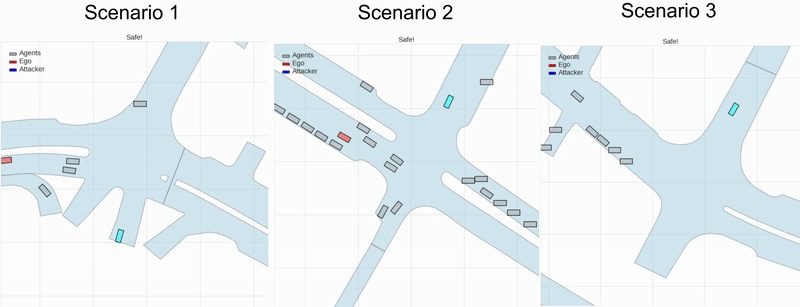 Scenario 1
Scenario 2
Scenario 3
Safe!
Safe!
Safe!
Agents
Ego
Attacker
Agents
Ego
Attacker
Agents
Ego
Attacker